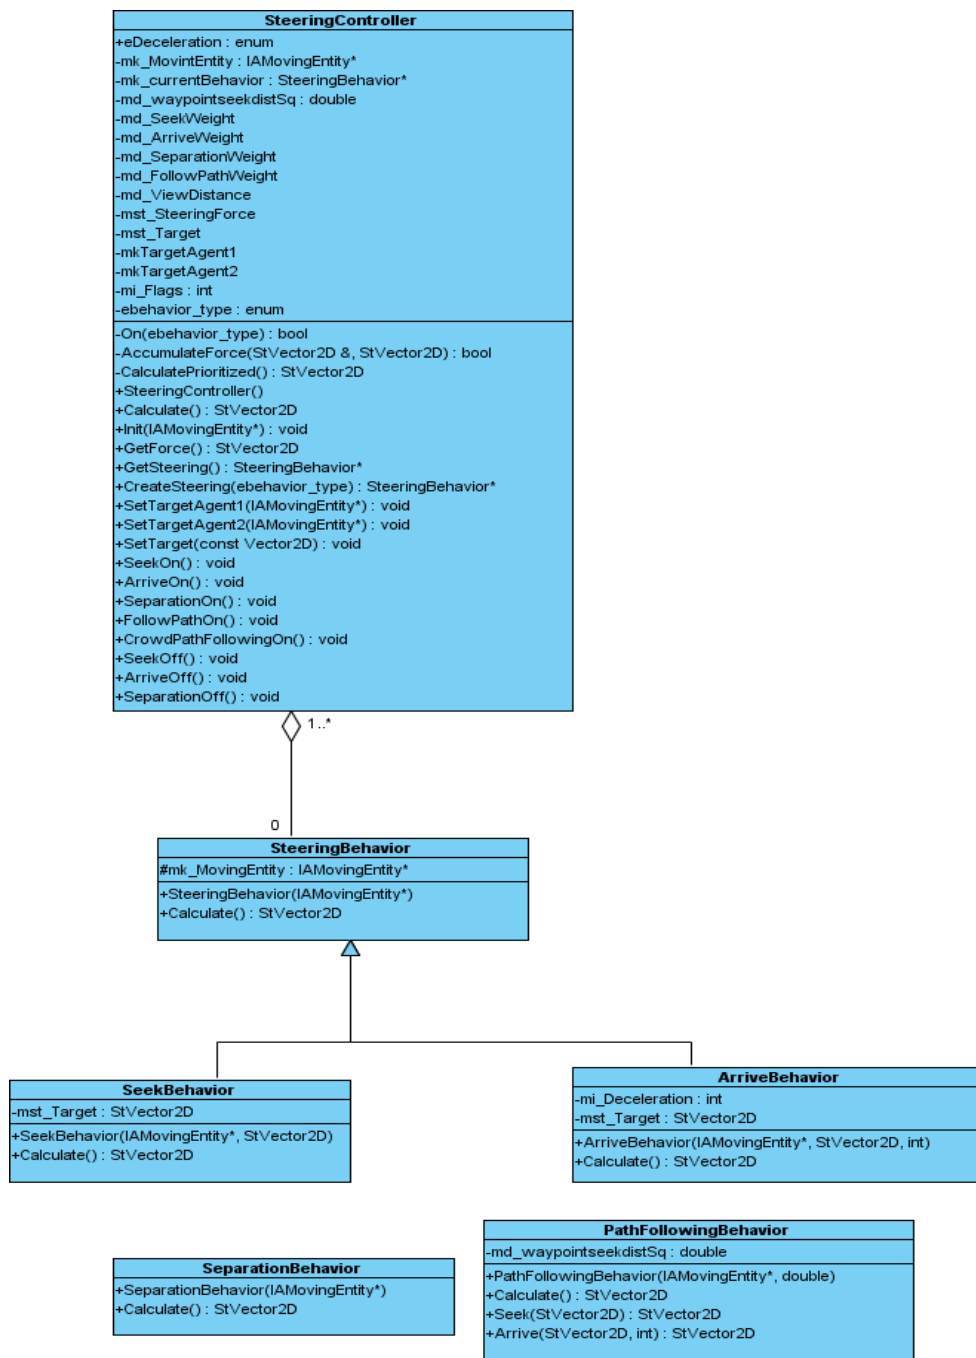 SteeringController
+eDeceleration : enum
-mk_MovintEntity : IAMovingEntity*
-mk_currentBehavior : SteeringBehavior*
-md_waypointseekdistSq : double
-md_SeekWeight
-md_ArriveWeight
-md_SeparationWeight
-md_FollowPathWeight
-md_ViewDistance
-mst_SteeringForce
-mst_Target
-mkTargetAgent1
-mkTargetAgent2
-mi_Flags : int
-ebehavior_type : enum
-On(ebehavior_type) : bool
-AccumulateForce(StVector2D &, StVector2D) : bool
-CalculatePrioritized() : StVector2D
+SteeringController()
+Calculate() : StVector2D
+Init(IAMovingEntity*) : void
+GetForce() : StVector2D
+GetSteering() : SteeringBehavior*
+CreateSteering(ebehavior_type) : SteeringBehavior*
+SetTargetAgent1(IAMovingEntity*) : void
+SetTargetAgent2(IAMovingEntity*) : void
+SetTarget(const Vector2D) : void
+SeekOn() : void
+ArriveOn() : void
+SeparationOn() : void
+FollowPathOn() : void
+CrowdPathFollowingOn() : void
+SeekOff() : void
+ArriveOff() : void
+SeparationOff() : void
1..*
0
SteeringBehavior
#mk_MovingEntity : IAMovingEntity*
+SteeringBehavior(IAMovingEntity*)
+Calculate() : StVector2D
SeekBehavior
-mst_Target : StVector2D
+SeekBehavior(IAMovingEntity*, StVector2D)
+Calculate() : StVector2D
ArriveBehavior
-mi_Deceleration : int
-mst_Target : StVector2D
+ArriveBehavior(IAMovingEntity*, StVector2D, int)
+Calculate() : StVector2D
SeparationBehavior
+SeparationBehavior(IAMovingEntity*)
+Calculate() : StVector2D
PathFollowingBehavior
-md_waypointseekdistSq : double
+PathFollowingBehavior(IAMovingEntity*, double)
+Calculate() : StVector2D
+Seek(StVector2D) : StVector2D
+Arrive(StVector2D, int) : StVector2D